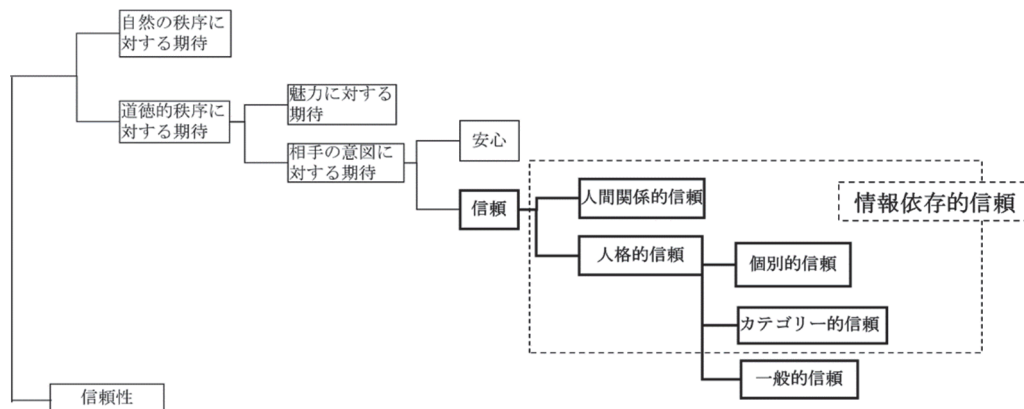 自然の秩序に
対する期待
道徳的秩序に
対する期待
魅力に対する
期待
相手の意図に
対する期待
安心
信頼
人間関係的信頼
情報依存的信頼
人格的信頼
個別的信頼
カテゴリー的信頼
一般的信頼
信頼性